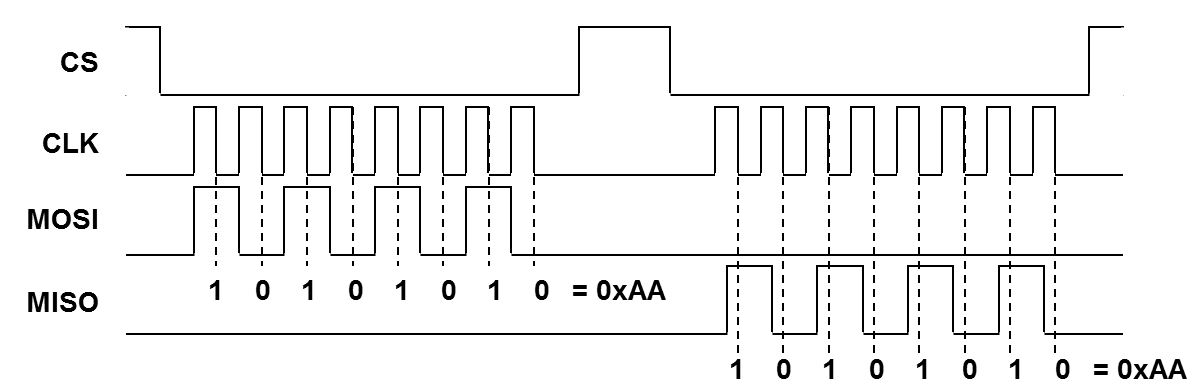 CS
CLK
MOSI
1 0 1 0 1 0 1 0 = 0xAA
MISO
1 0 1 0 1 0 1 0 = 0xAA